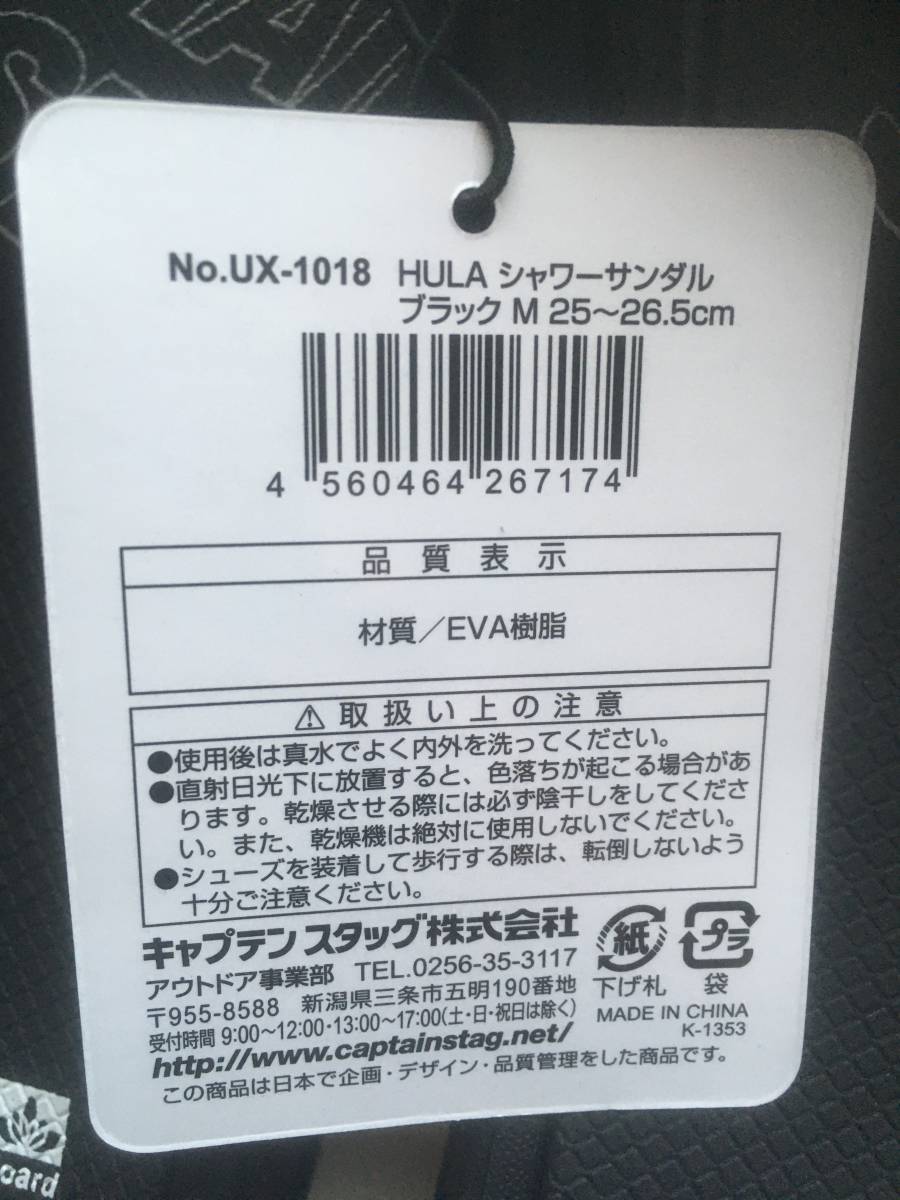 No.UX-1018 HULA シャワーサンダル
ブラック M 25～26.5cm
4 560464 267174
品質表示
材質／EVA樹脂
⚠取扱い上の注意
●使用後は真水でよく内外を洗ってください。
●直射日光下に放置すると、色落ちが起こる場合があ
ります。乾燥させる際には必ず陰干しをしてくださ
い。また、乾燥機は絶対に使用しないでください。
●シューズを装着して歩行する際は、転倒しないよう
十分ご注意ください。
キャプテンスタッグ株式会社
アウトドア事業部 TEL.0256-35-3117
〒955-8588 新潟県三条市五明190番地
受付時間 9:00～12:00・13:00～17:00(土・日・祝日は除く)
http://www.captainstag.net/
この商品は日本で企画・デザイン・品質管理をした商品です。
紙
下げ札
プラ
袋
MADE IN CHINA
K-1353
oard